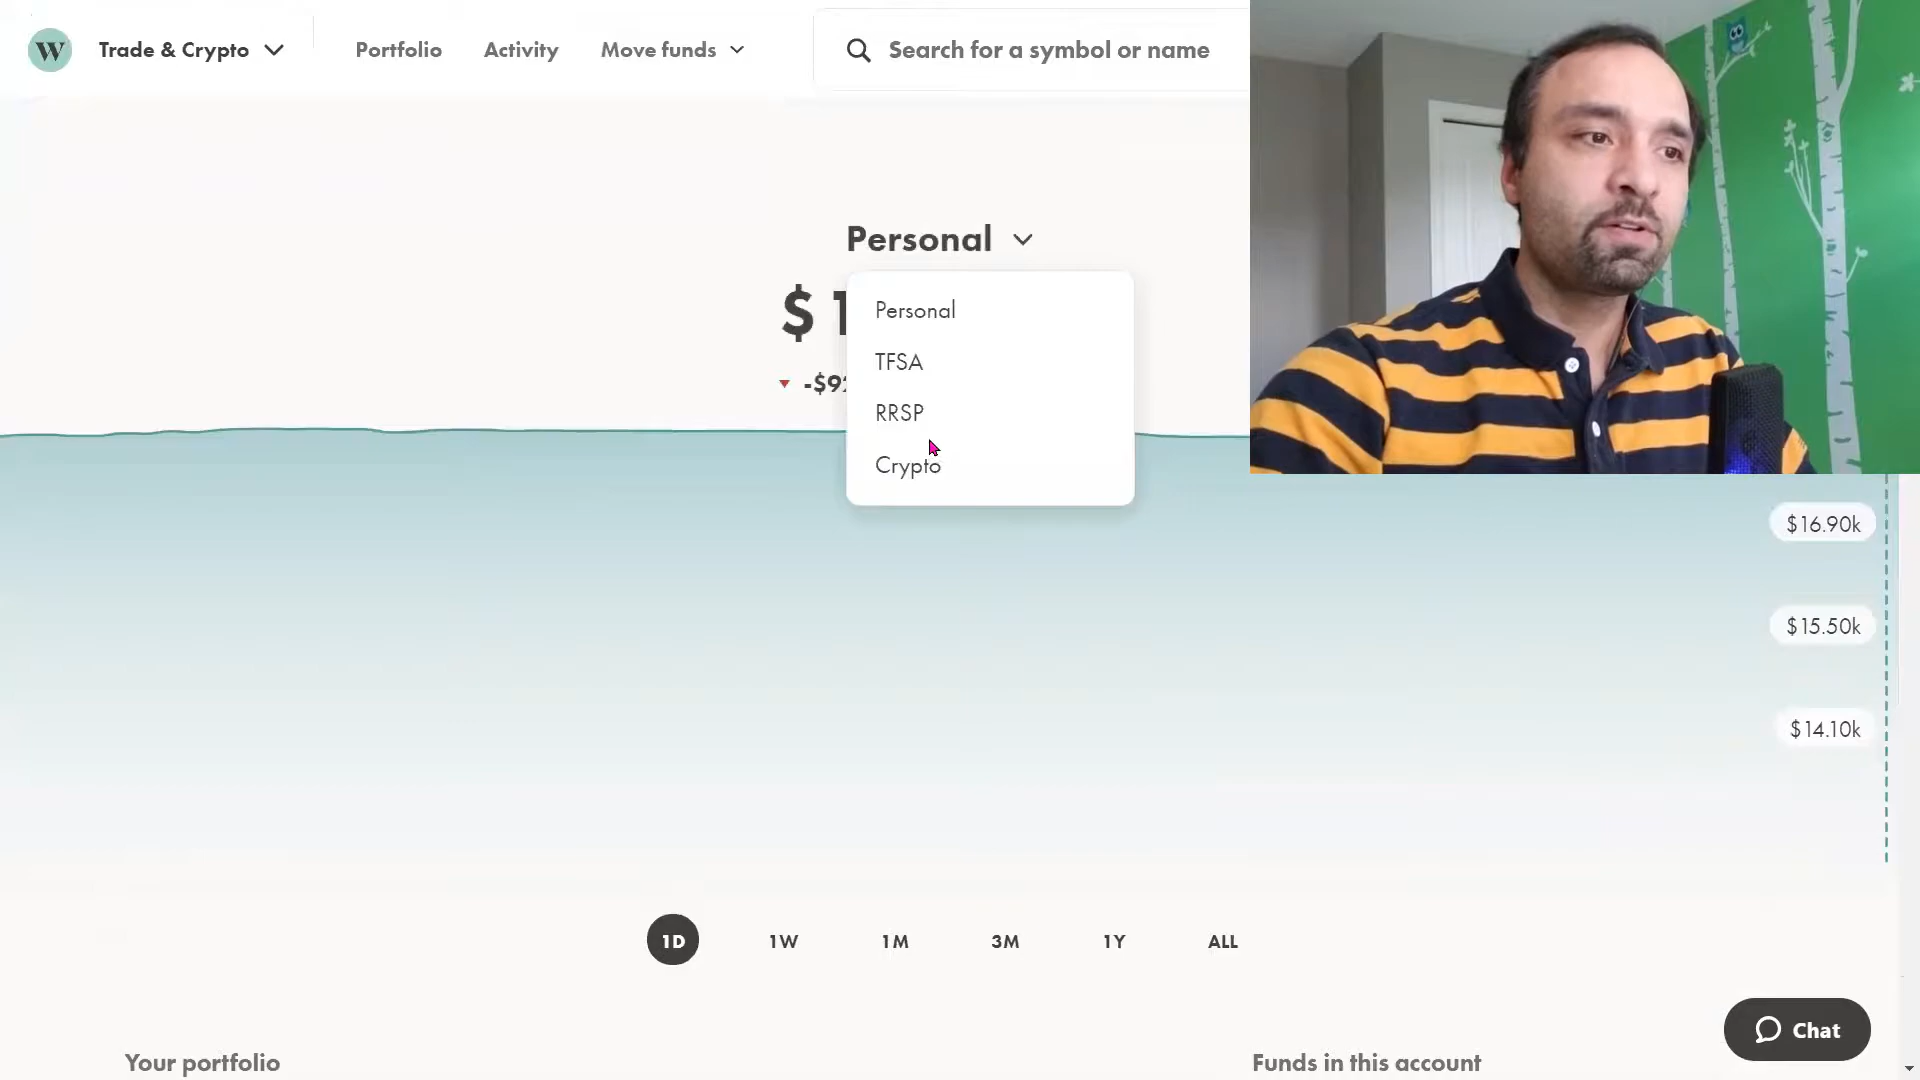 W Trade & Crypto Portfolio Activity Move funds Search for a symbol or name
Personal
$ 1
-$9
Personal
TFSA
RRSP
Crypto
$16.90k
$15.50k
$14.10k
1D 1W 1M 3M 1Y ALL
Chat
Your portfolio Funds in this account